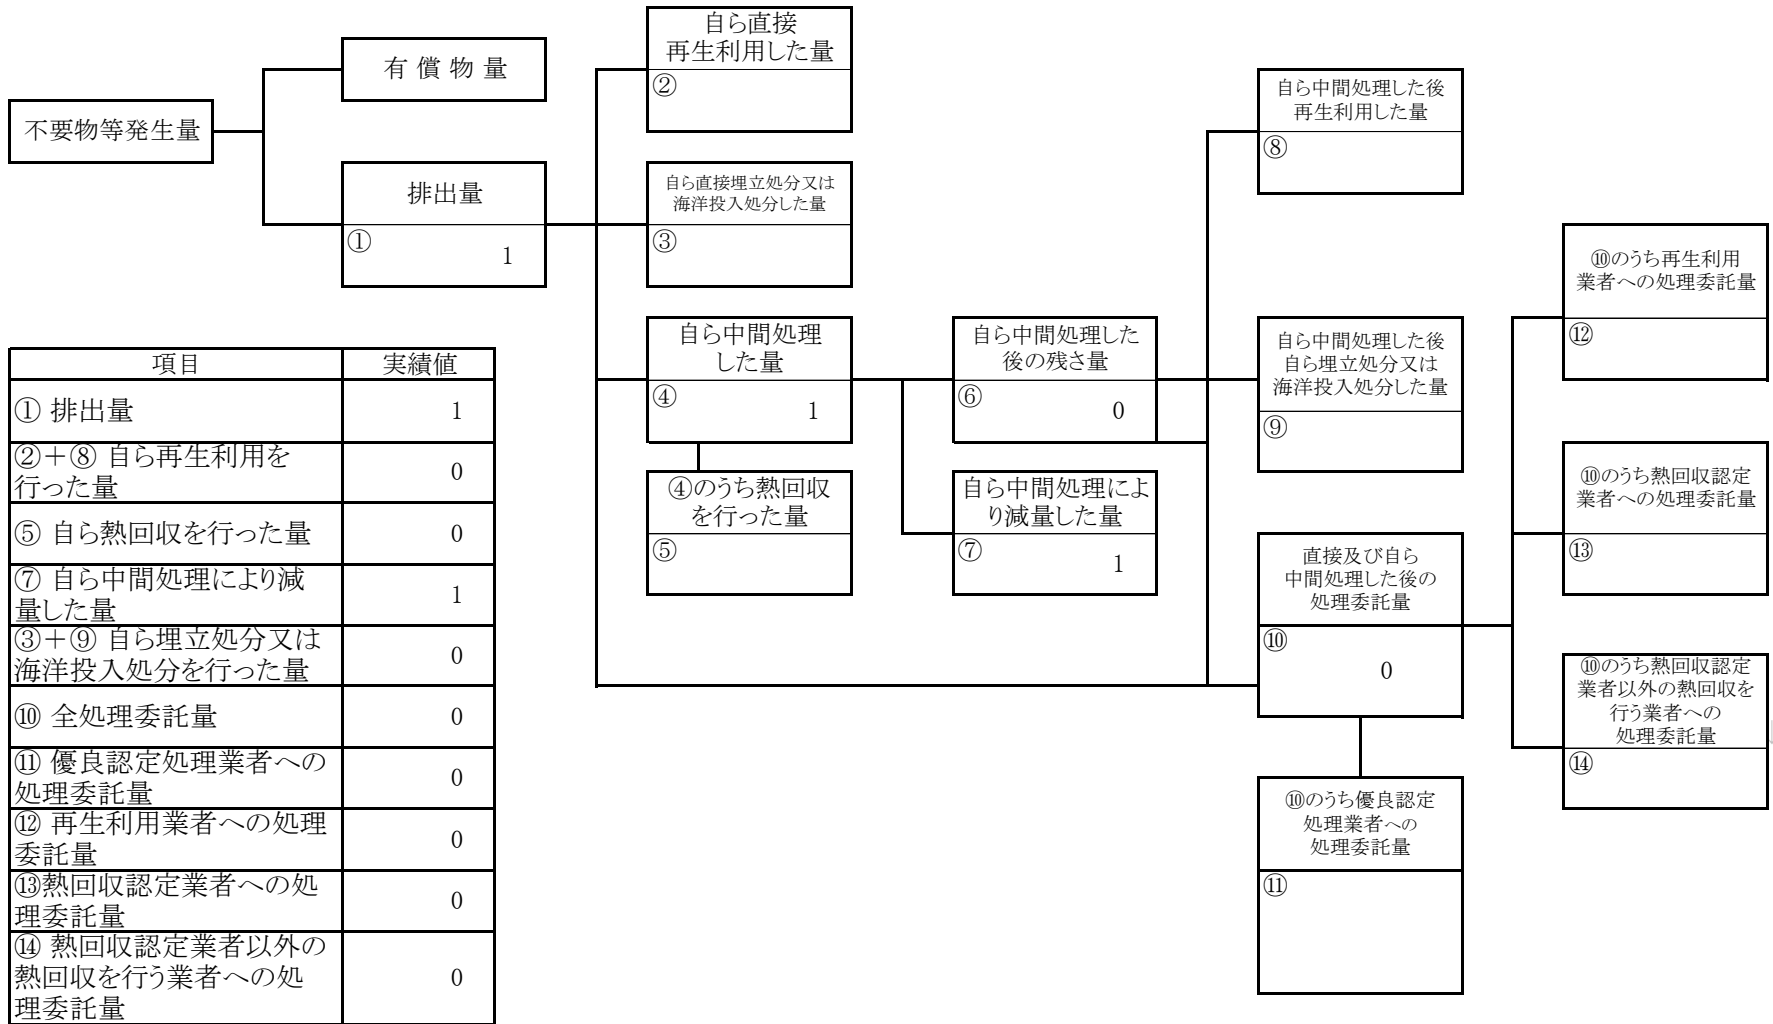 不要物等発生量
有 償 物 量
排出量
①
1
自ら直接
再生利用した量
②
自ら直接埋立処分又は
海洋投入処分した量
③
自ら中間処理
した量
④
1
④のうち熱回収
を行った量
⑤
自ら中間処理した
後の残さ量
⑥
0
自ら中間処理によ
り減量した量
⑦
1
自ら中間処理した後
再生利用した量
⑧
自ら中間処理した後
自ら埋立処分又は
海洋投入処分した量
⑨
直接及び自ら
中間処理した後の
処理委託量
⑩
0
⑩のうち優良認定
処理業者への
処理委託量
⑪
⑩のうち再生利用
業者への処理委託量
⑫
⑩のうち熱回収認定
業者への処理委託量
⑬
⑩のうち熱回収認定
業者以外の熱回収を
行う業者への
処理委託量
⑭
項目 実績値
① 排出量 1
②＋⑧ 自ら再生利用を
行った量 0
⑤ 自ら熱回収を行った量 0
⑦ 自ら中間処理により減
量した量 1
③＋⑨ 自ら埋立処分又は
海洋投入処分を行った量 0
⑩ 全処理委託量 0
⑪ 優良認定処理業者への
処理委託量 0
⑫ 再生利用業者への処理
委託量 0
⑬熱回収認定業者への処
理委託量 0
⑭ 熱回収認定業者以外の
熱回収を行う業者への処
理委託量 0